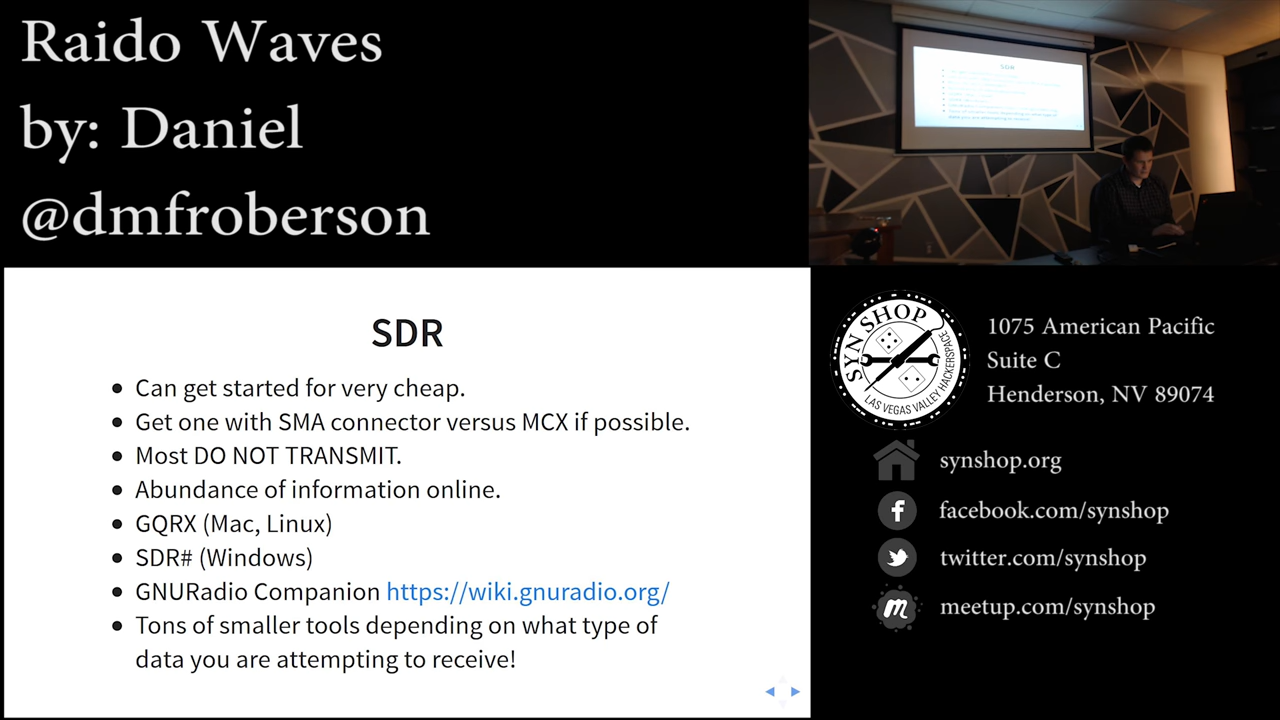 Raido Waves
by: Daniel
@dmfroberson
SDR
SDR
Can get started for very cheap.
Get one with SMA connector versus MCX if possible.
Most DO NOT TRANSMIT.
Abundance of information online.
GQRX (Mac, Linux)
SDR# (Windows)
GNURadio Companion https://wiki.gnuradio.org/
Tons of smaller tools depending on what type of
data you are attempting to receive!
SYN SHOP
LAS VEGAS VALLEY HACKERSPACE
1075 American Pacific
Suite C
Henderson, NV 89074
synshop.org
facebook.com/synshop
twitter.com/synshop
meetup.com/synshop